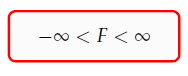 −∞ < F < ∞